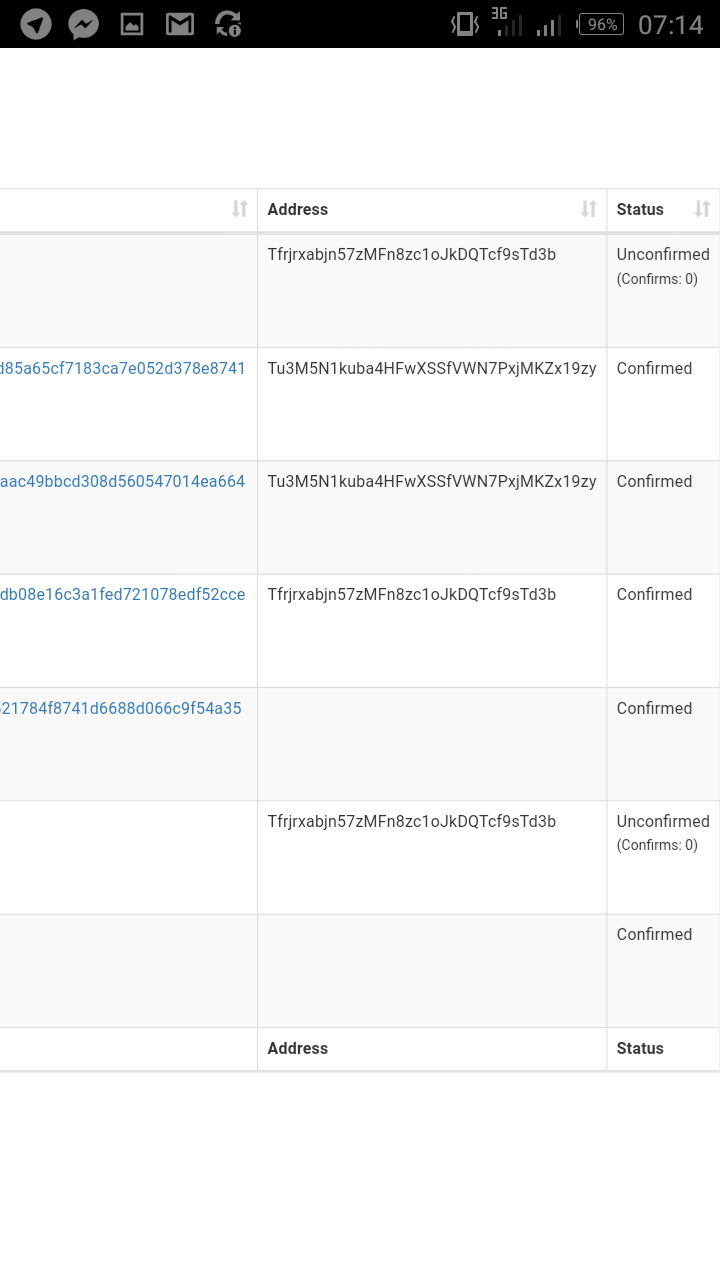 3G 96% 07:14
Address Status
Tfrjrxabjn57zMFn8zc1oJkDQTcf9sTd3b Unconfirmed
(Confirms: 0)
d85a65cf7183ca7e052d378e8741 Tu3M5N1kuba4HFwXSSfVWN7PxjMKZx19zy Confirmed
aac49bbcd308d560547014ea664 Tu3M5N1kuba4HFwXSSfVWN7PxjMKZx19zy Confirmed
db08e16c3a1fed721078edf52cce Tfrjrxabjn57zMFn8zc1oJkDQTcf9sTd3b Confirmed
521784f8741d6688d066c9f54a35 Confirmed
Tfrjrxabjn57zMFn8zc1oJkDQTcf9sTd3b Unconfirmed
(Confirms: 0)
Confirmed
Address Status